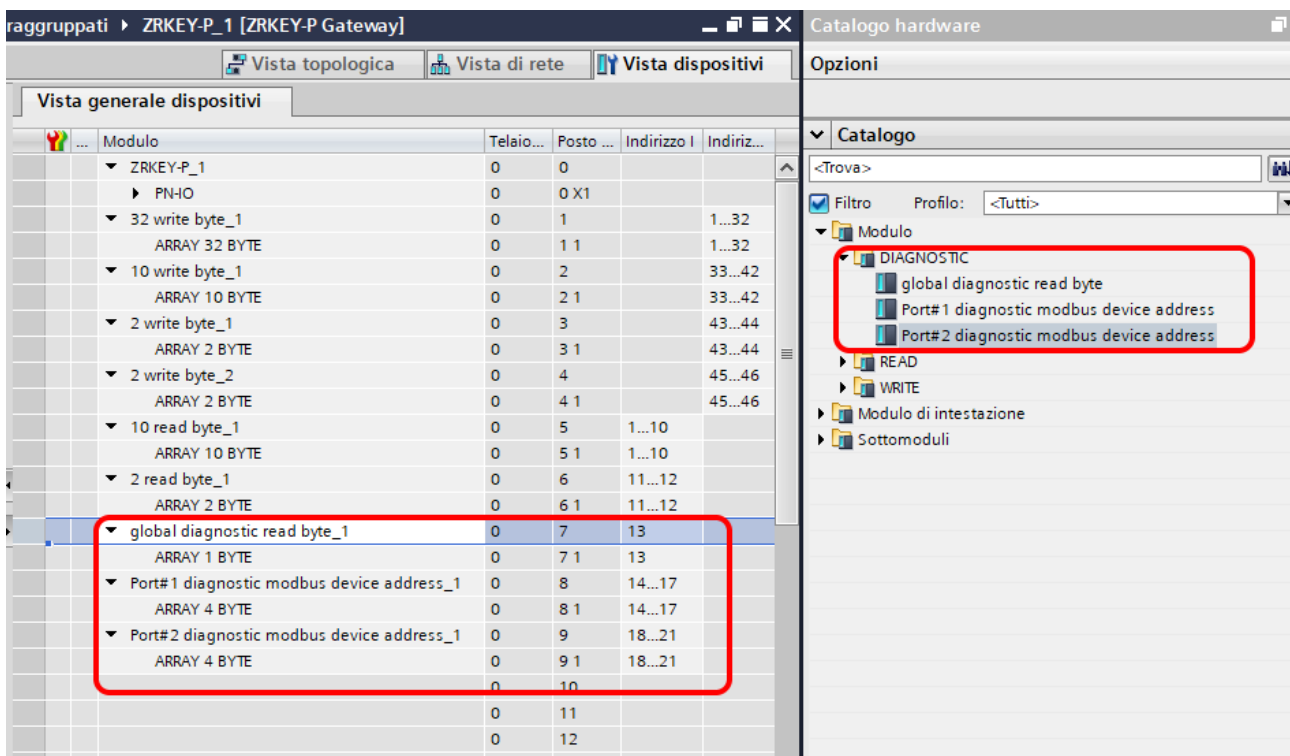 raggruppati ▸ ZRKEY-P_1 [ZRKEY-P Gateway]
Vista topologica Vista di rete Vista dispositivi
Vista generale dispositivi
... Modulo Telaio... Posto ... Indirizzo I Indiriz...
ZRKEY-P_1 0 0
PN-IO 0 0 X1
32 write byte_1 0 1 1...32
ARRAY 32 BYTE 0 1 1 1...32
10 write byte_1 0 2 33...42
ARRAY 10 BYTE 0 2 1 33...42
2 write byte_1 0 3 43...44
ARRAY 2 BYTE 0 3 1 43...44
2 write byte_2 0 4 45...46
ARRAY 2 BYTE 0 4 1 45...46
10 read byte_1 0 5 1...10
ARRAY 10 BYTE 0 5 1 1...10
2 read byte_1 0 6 11...12
ARRAY 2 BYTE 0 6 1 11...12
global diagnostic read byte_1 0 7 13
ARRAY 1 BYTE 0 7 1 13
Port#1 diagnostic modbus device address_1 0 8 14...17
ARRAY 4 BYTE 0 8 1 14...17
Port#2 diagnostic modbus device address_1 0 9 18...21
ARRAY 4 BYTE 0 9 1 18...21
0 10
0 11
0 12
Catalogo hardware
Opzioni
Catalogo
<Trova>
Filtro Profilo: <Tutti>
Modulo
DIAGNOSTIC
global diagnostic read byte
Port#1 diagnostic modbus device address
Port#2 diagnostic modbus device address
READ
WRITE
Modulo di intestazione
Sottomoduli